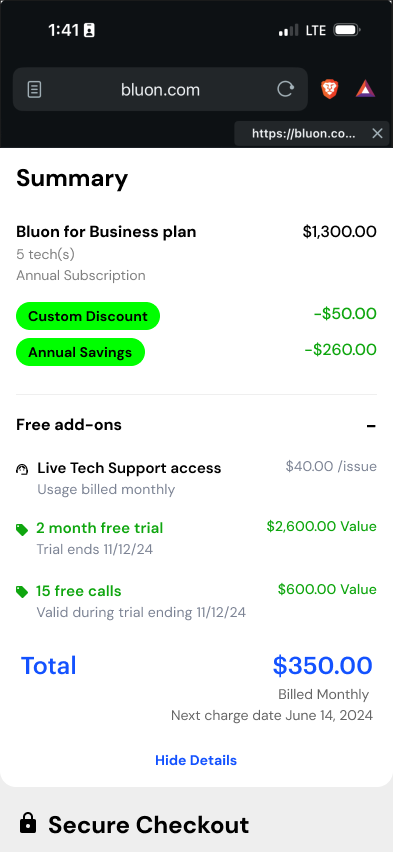 1:41
LTE
bluon.com
https://bluon.co...
Summary
Bluon for Business plan $1,300.00
5 tech(s)
Annual Subscription
Custom Discount -$50.00
Annual Savings -$260.00
Free add-ons –
Live Tech Support access $40.00 /issue
Usage billed monthly
2 month free trial $2,600.00 Value
Trial ends 11/12/24
15 free calls $600.00 Value
Valid during trial ending 11/12/24
Total $350.00
Billed Monthly
Next charge date June 14, 2024
Hide Details
Secure Checkout